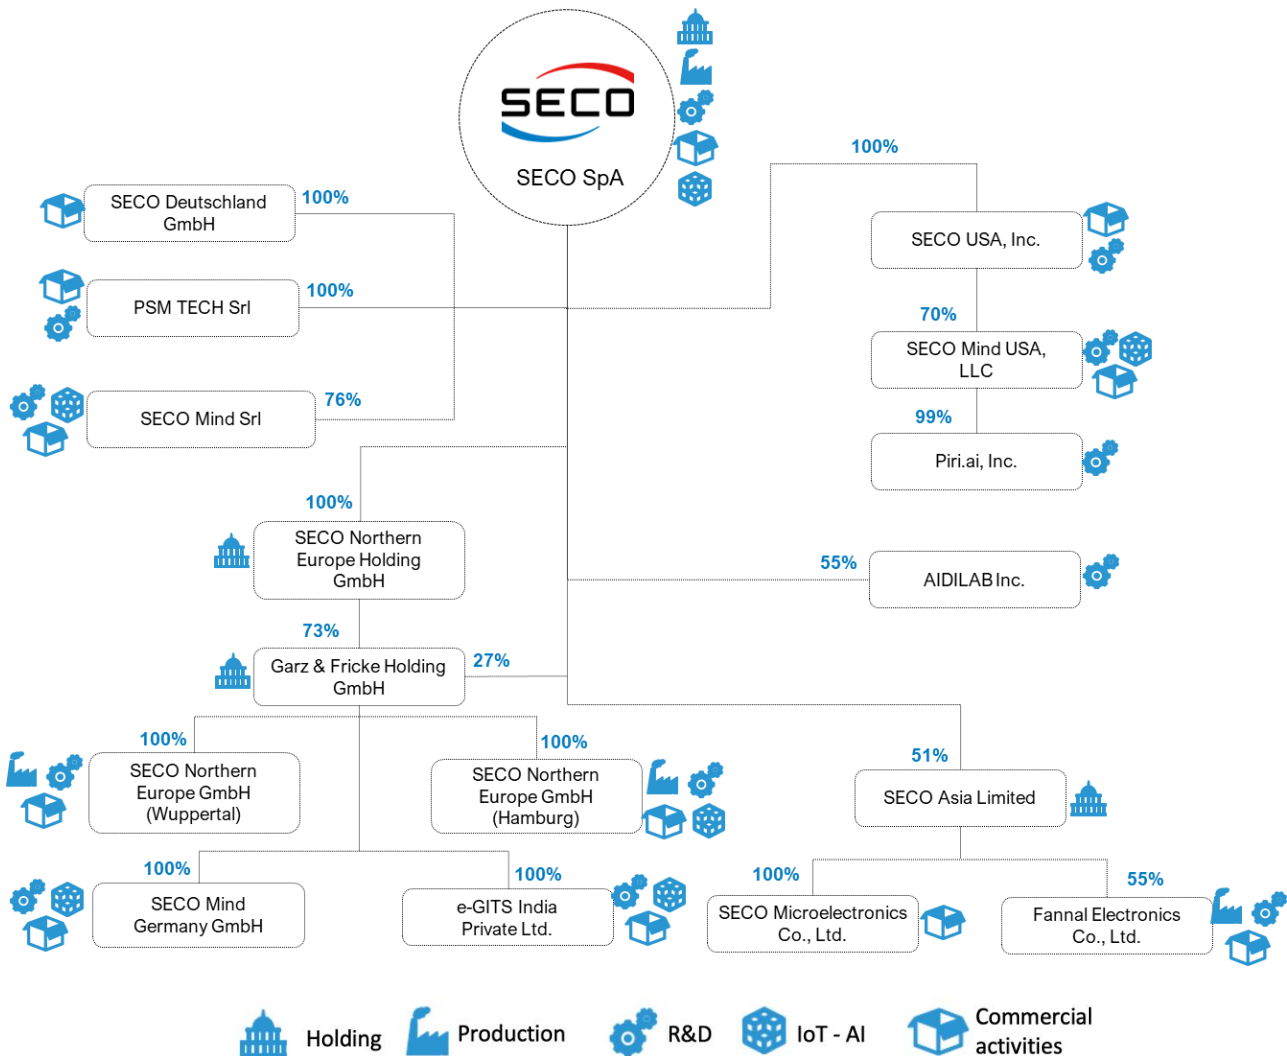 SECO
SECO SpA
100%
SECO Deutschland
GmbH
100%
SECO USA, Inc.
PSM TECH Srl
100%
70%
SECO Mind USA,
LLC
SECO Mind Srl
76%
99%
Piri.ai, Inc.
100%
SECO Northern
Europe Holding
GmbH
55%
AIDILAB Inc.
73%
Garz & Fricke Holding
GmbH
27%
100%
SECO Northern
Europe GmbH
(Wuppertal)
100%
SECO Northern
Europe GmbH
(Hamburg)
51%
SECO Asia Limited
100%
SECO Mind
Germany GmbH
100%
e-GITS India
Private Ltd.
100%
SECO Microelectronics
Co., Ltd.
55%
Fannal Electronics
Co., Ltd.
Holding
Production
R&D
IoT - AI
Commercial
activities